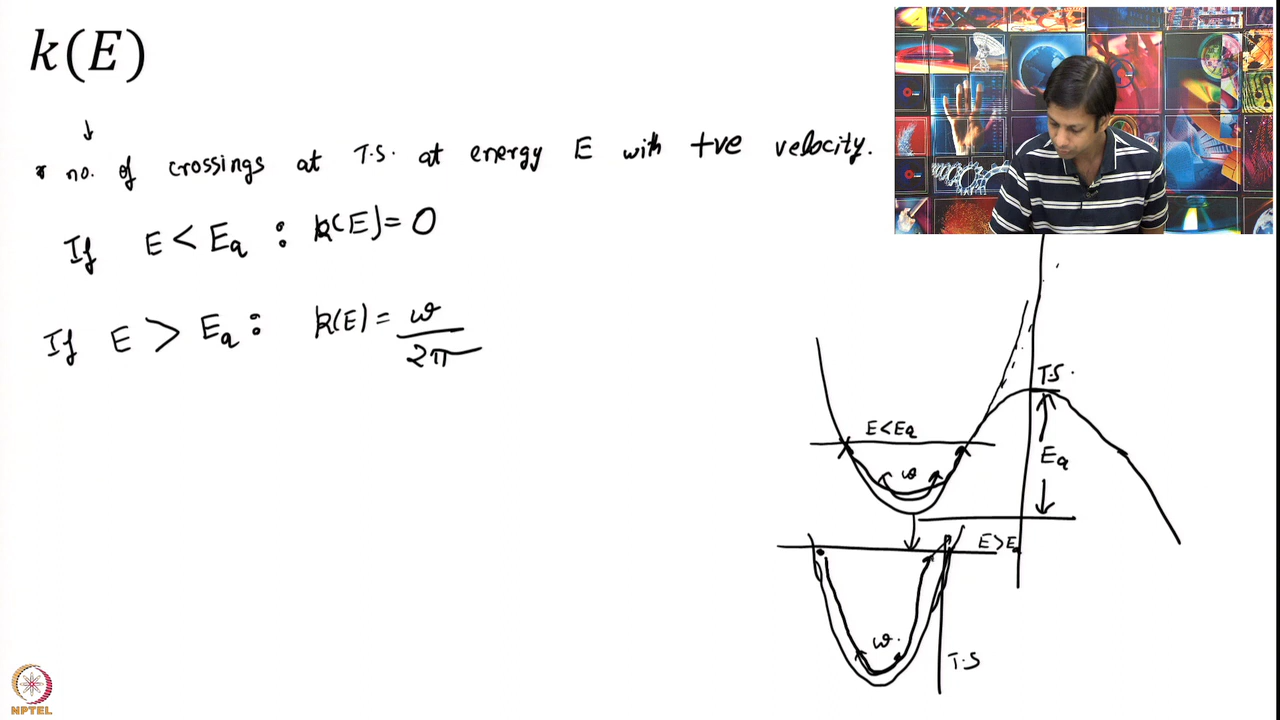 k(E)
↓
* no. of crossings at T.S. at energy E with +ve velocity.
If E < Ea : k(E) = 0
If E > Ea : k(E) = ω/2π
T.S.
E<Ea
Ea
ω
E>Ea
ω.
T.S
NPTEL